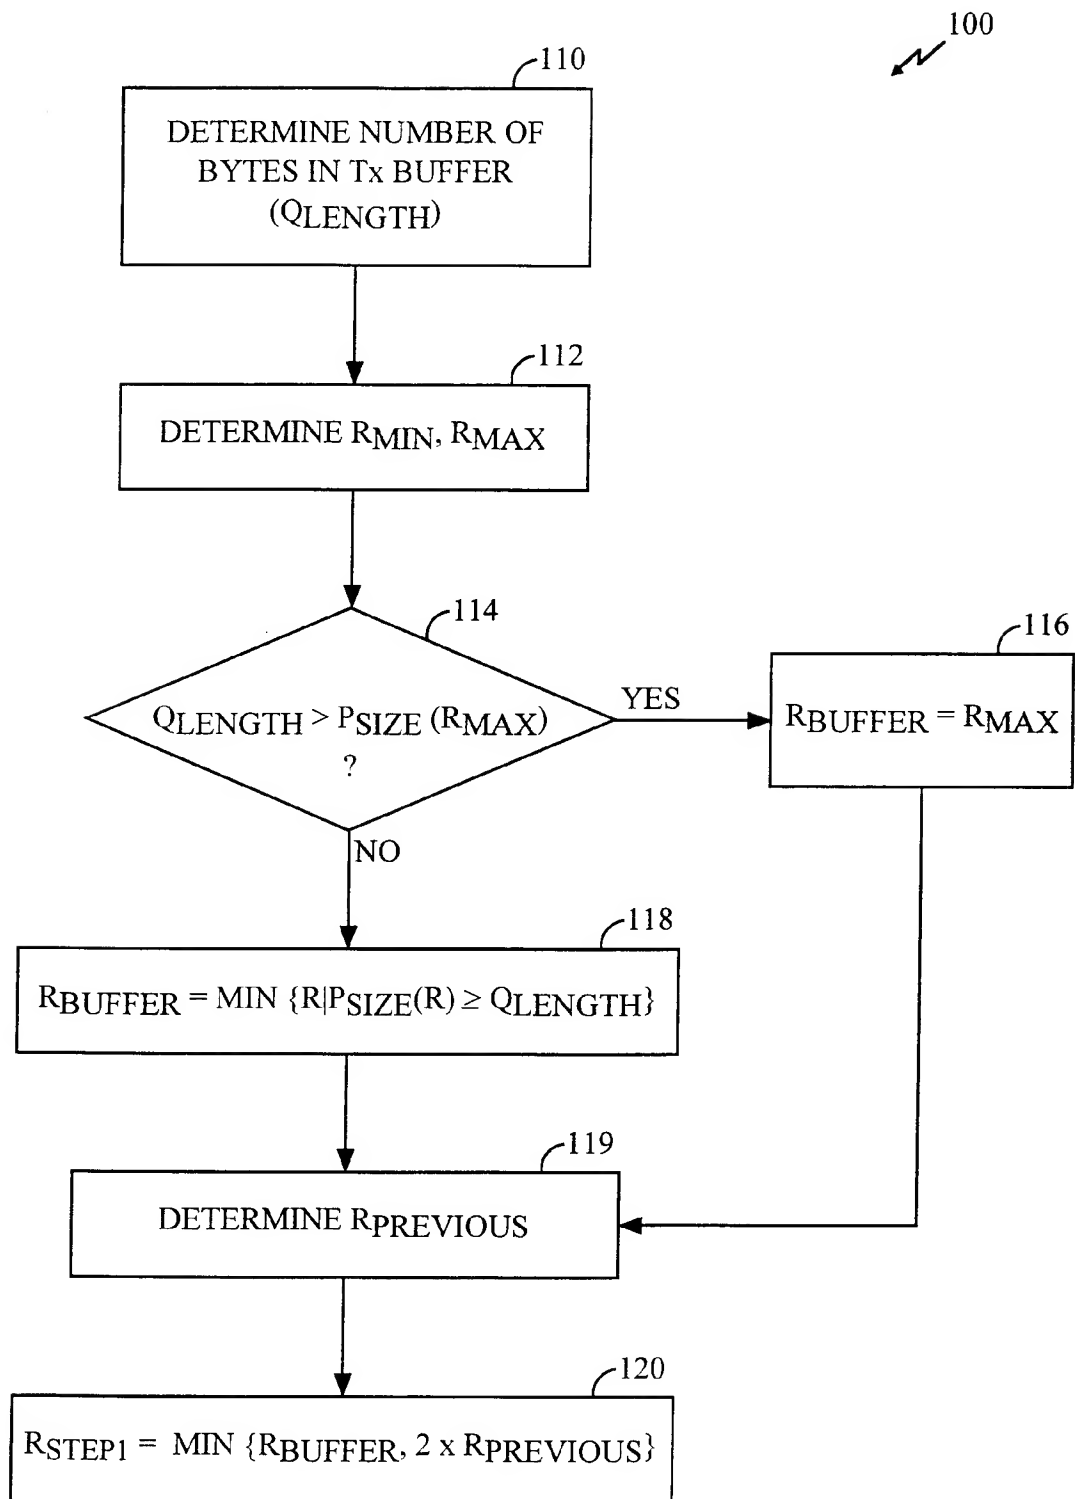 100
110
DETERMINE NUMBER OF
BYTES IN Tx BUFFER
(QLENGTH)
112
DETERMINE RMIN, RMAX
114
QLENGTH > PSIZE (RMAX)
?
YES
116
RBUFFER = RMAX
NO
118
RBUFFER = MIN {R|PSIZE(R) ≥ QLENGTH}
119
DETERMINE RPREVIOUS
120
RSTEP1 = MIN {RBUFFER, 2 x RPREVIOUS}